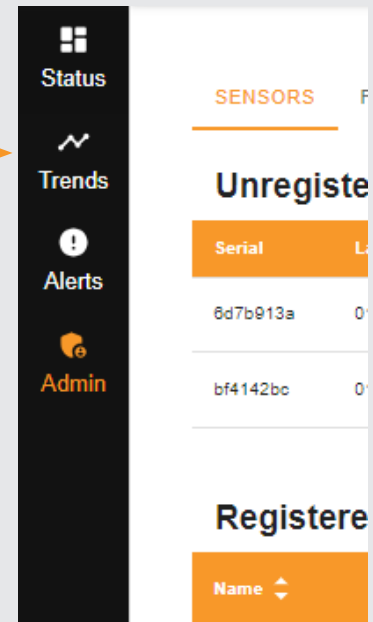 Status
Trends
Alerts
Admin
SENSORS
Unregiste
Serial
6d7b913a
bf4142bc
Registere
Name